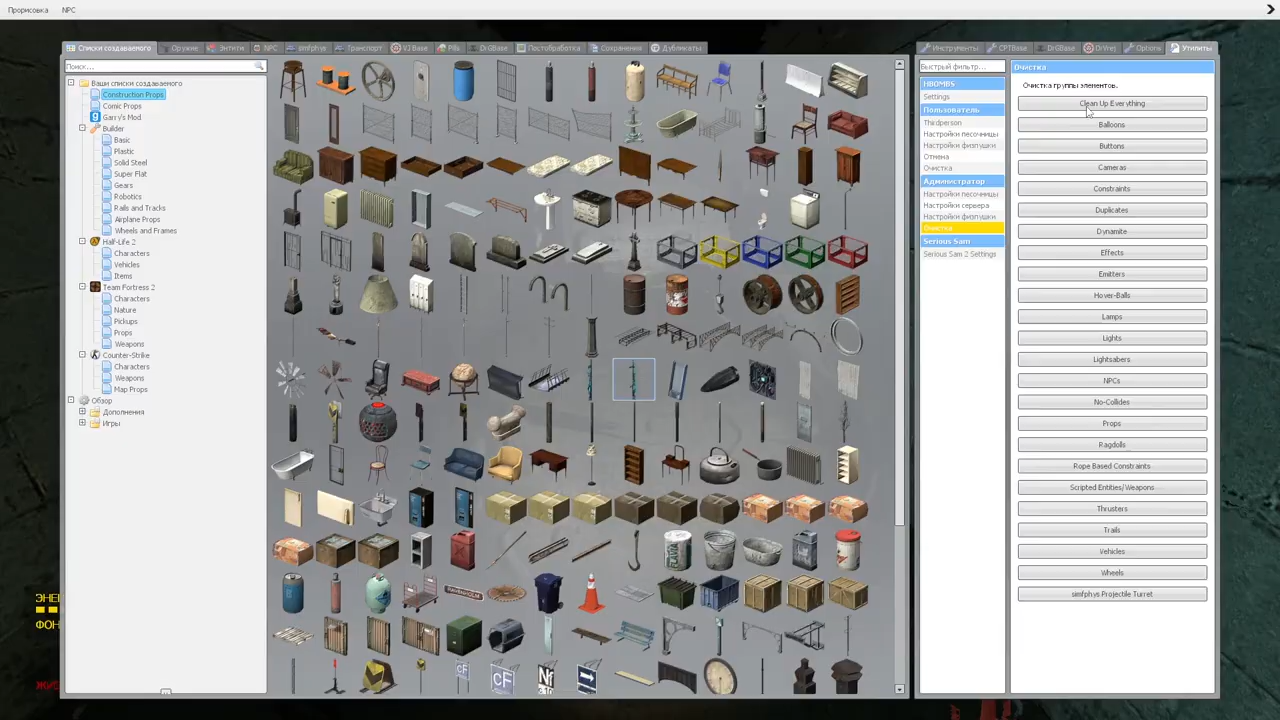 Прорисовка NPC
Списки создаваемого Оружие Энтити NPC simfphys Транспорт VJ Base Pills DrGBase Постобработка Сохранения Дубликаты
Инструменты CPTBase DrGBase DrVrej Options Утилиты
Поиск...
Ваши списки создаваемого
Construction Props
Comic Props
Garry's Mod
Builder
Basic
Plastic
Solid Steel
Super Flat
Gears
Robotics
Rails and Tracks
Airplane Props
Wheels and Frames
Half-Life 2
Characters
Vehicles
Items
Team Fortress 2
Characters
Nature
Pickups
Props
Weapons
Counter-Strike
Characters
Weapons
Map Props
Обзор
Дополнения
Игры
Быстрый фильтр...
HBOMBS
Settings
Пользователь
Thirdperson
Настройки песочницы
Настройки физпушки
Отмена
Очистка
Администратор
Настройки песочницы
Настройки сервера
Настройки физпушки
Очистка
Serious Sam
Serious Sam 2 Settings
Очистка
Очистка группы элементов.
Clean Up Everything
Balloons
Buttons
Cameras
Constraints
Duplicates
Dynamite
Effects
Emitters
Hover-Balls
Lamps
Lights
Lightsabers
NPCs
No-Collides
Props
Ragdolls
Rope Based Constraints
Scripted Entities/Weapons
Thrusters
Trails
Vehicles
Wheels
simfphys Projectile Turret
ЭНЕ
ФОН
cF
CF